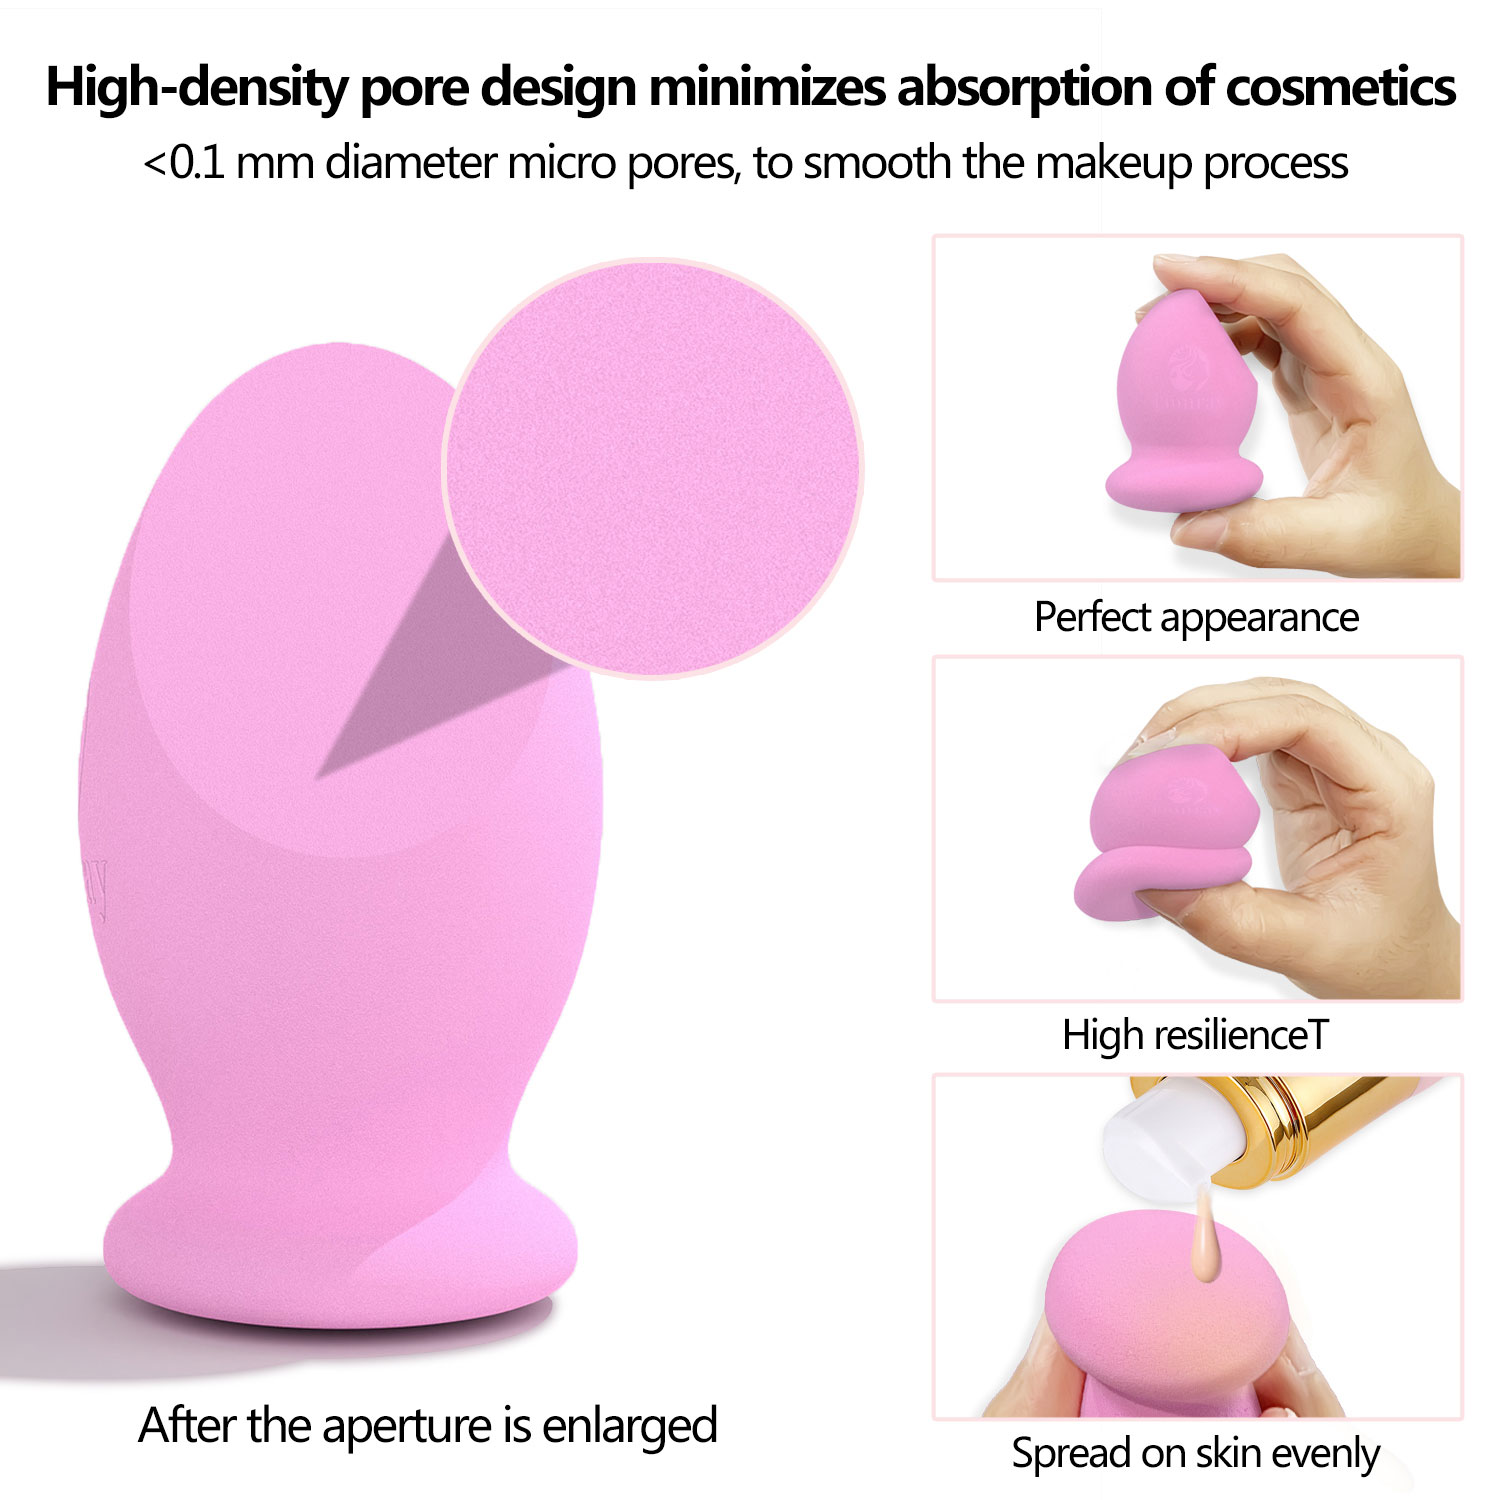 High-density pore design minimizes absorption of cosmetics
<0.1 mm diameter micro pores, to smooth the makeup process
Perfect appearance
High resilienceT
After the aperture is enlarged
Spread on skin evenly